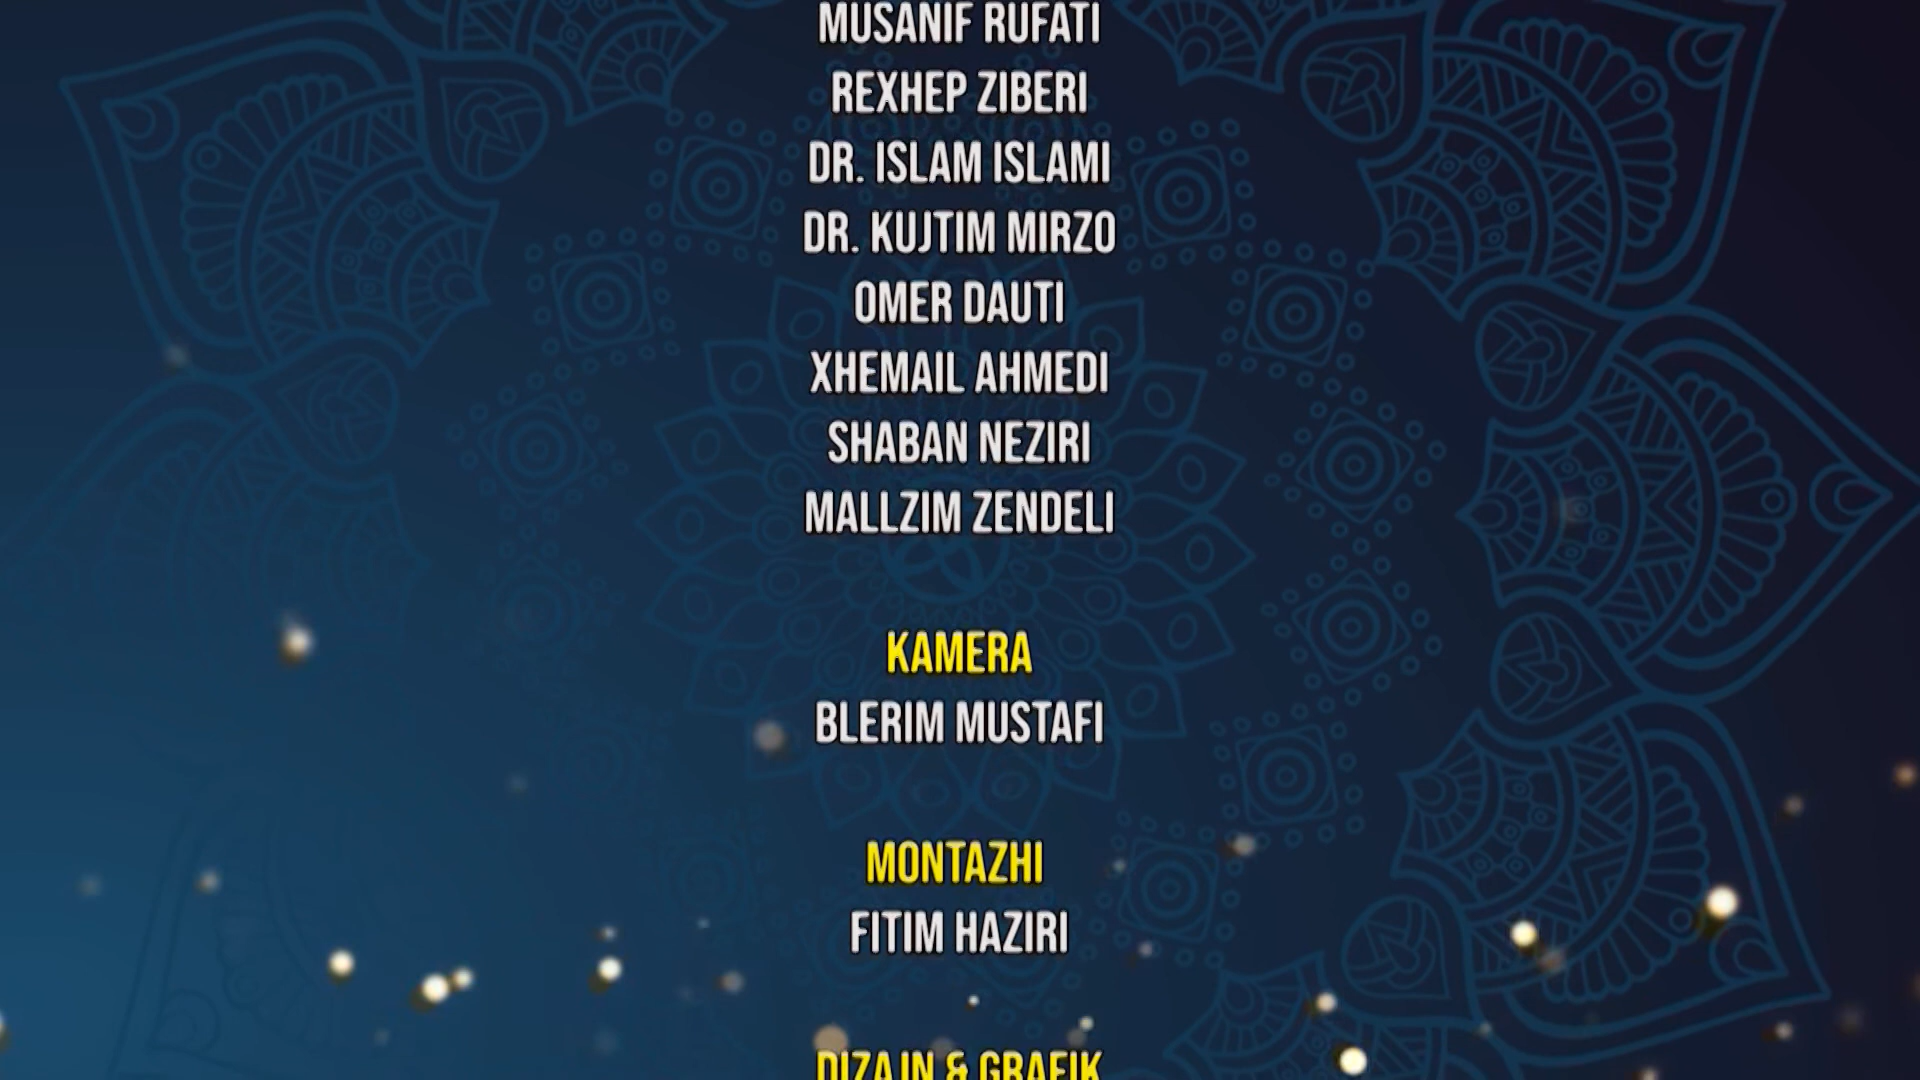 MUSANIF RUFATI
REXHEP ZIBERI
DR. ISLAM ISLAMI
DR. KUJTIM MIRZO
OMER DAUTI
XHEMAIL AHMEDI
SHABAN NEZIRI
MALLZIM ZENDELI
KAMERA
BLERIM MUSTAFI
MONTAZHI
FITIM HAZIRI
DIZAJN & GRAFIK